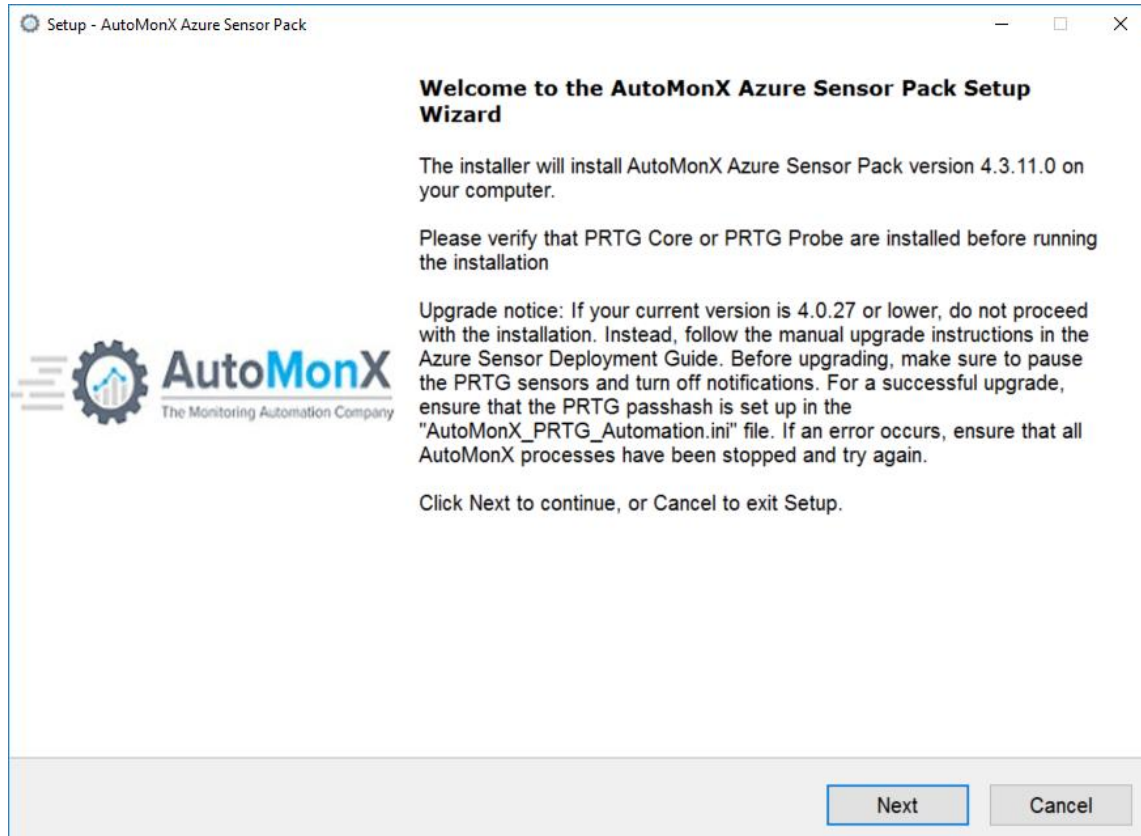 Setup - AutoMonX Azure Sensor Pack
Welcome to the AutoMonX Azure Sensor Pack Setup
Wizard
The installer will install AutoMonX Azure Sensor Pack version 4.3.11.0 on
your computer.
Please verify that PRTG Core or PRTG Probe are installed before running
the installation
Upgrade notice: If your current version is 4.0.27 or lower, do not proceed
with the installation. Instead, follow the manual upgrade instructions in the
Azure Sensor Deployment Guide. Before upgrading, make sure to pause
the PRTG sensors and turn off notifications. For a successful upgrade,
ensure that the PRTG passhash is set up in the
"AutoMonX_PRTG_Automation.ini" file. If an error occurs, ensure that all
AutoMonX processes have been stopped and try again.
Click Next to continue, or Cancel to exit Setup.
AutoMonX
The Monitoring Automation Company
Next
Cancel